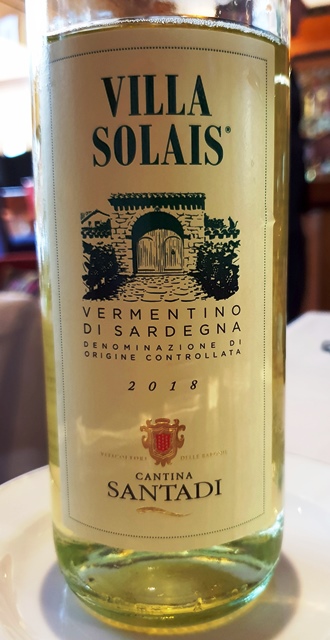 VILLA
SOLAIS®
VERMENTINO
DI SARDEGNA
DENOMINAZIONE DI
ORIGINE CONTROLLATA
2018
CANTINA
SANTADI